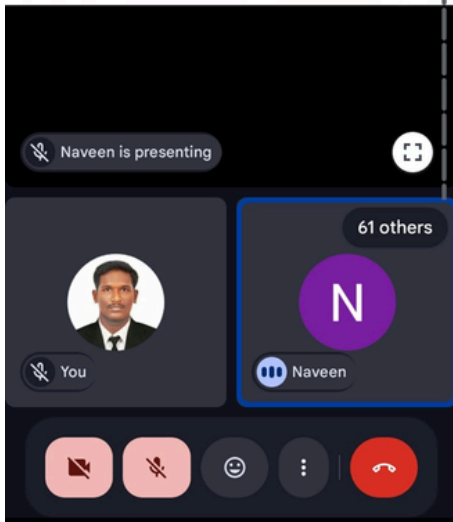 Naveen is presenting
61 others
N
You
Naveen